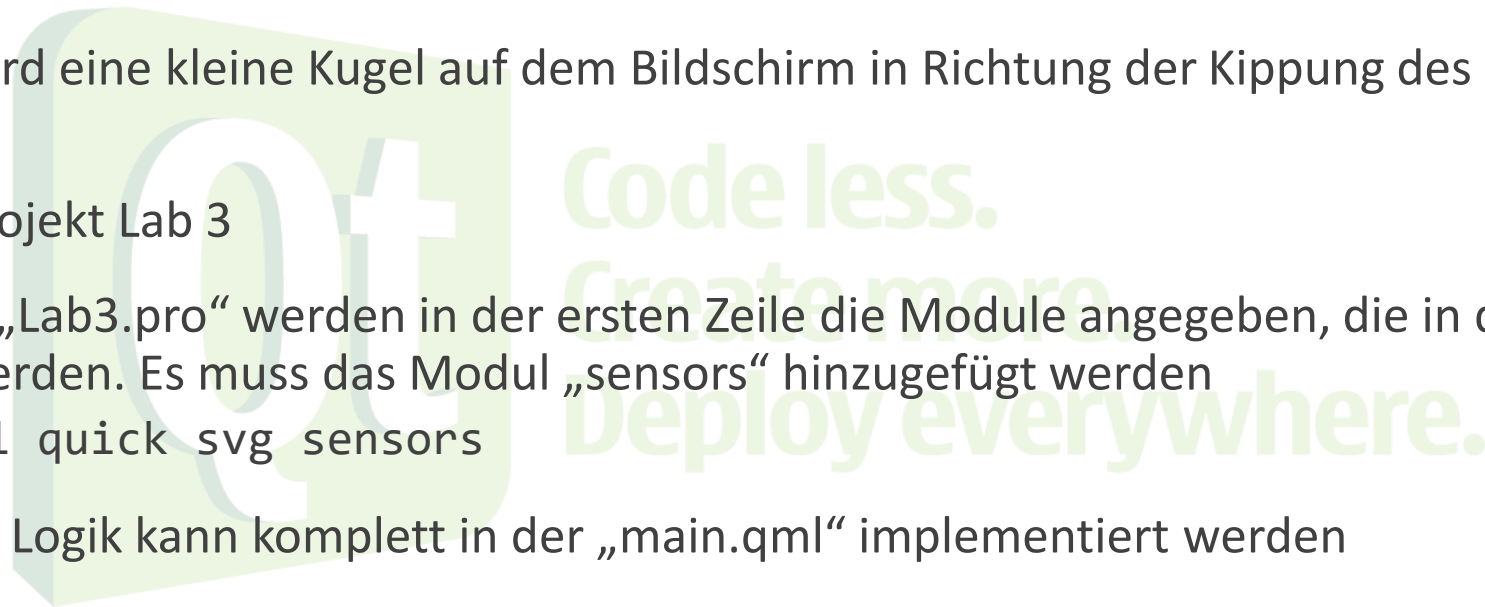 rd eine kleine Kugel auf dem Bildschirm in Richtung der Kippung des
Qt
Code less.
ojekt Lab 3
Create more.
„Lab3.pro“ werden in der ersten Zeile die Module angegeben, die in d
erden. Es muss das Modul „sensors“ hinzugefügt werden
Deploy everywhere.
l quick svg sensors
Logik kann komplett in der „main.qml“ implementiert werden